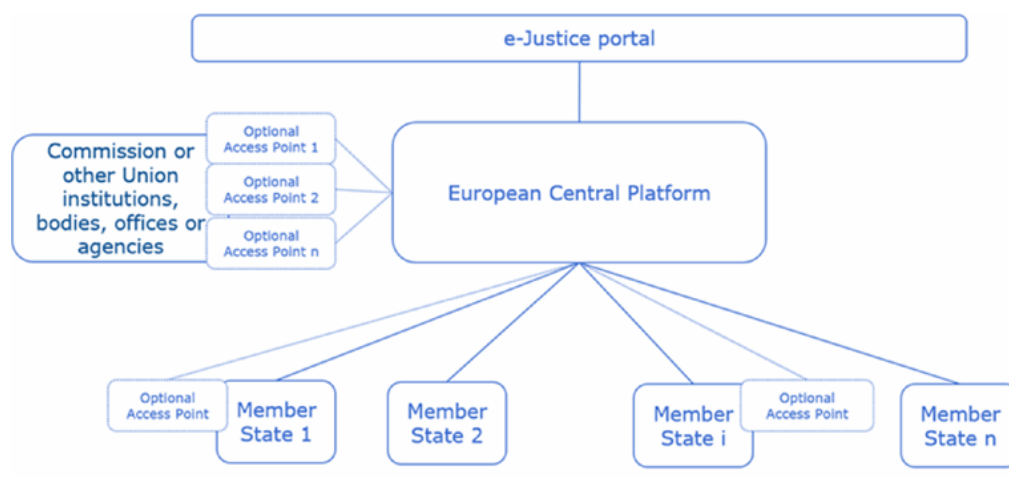 e-Justice portal
Commission or
other Union
institutions,
bodies, offices or
agencies
Optional
Access Point 1
Optional
Access Point 2
Optional
Access Point n
European Central Platform
Optional
Access Point
Member
State 1
Member
State 2
Member
State i
Optional
Access Point
Member
State n